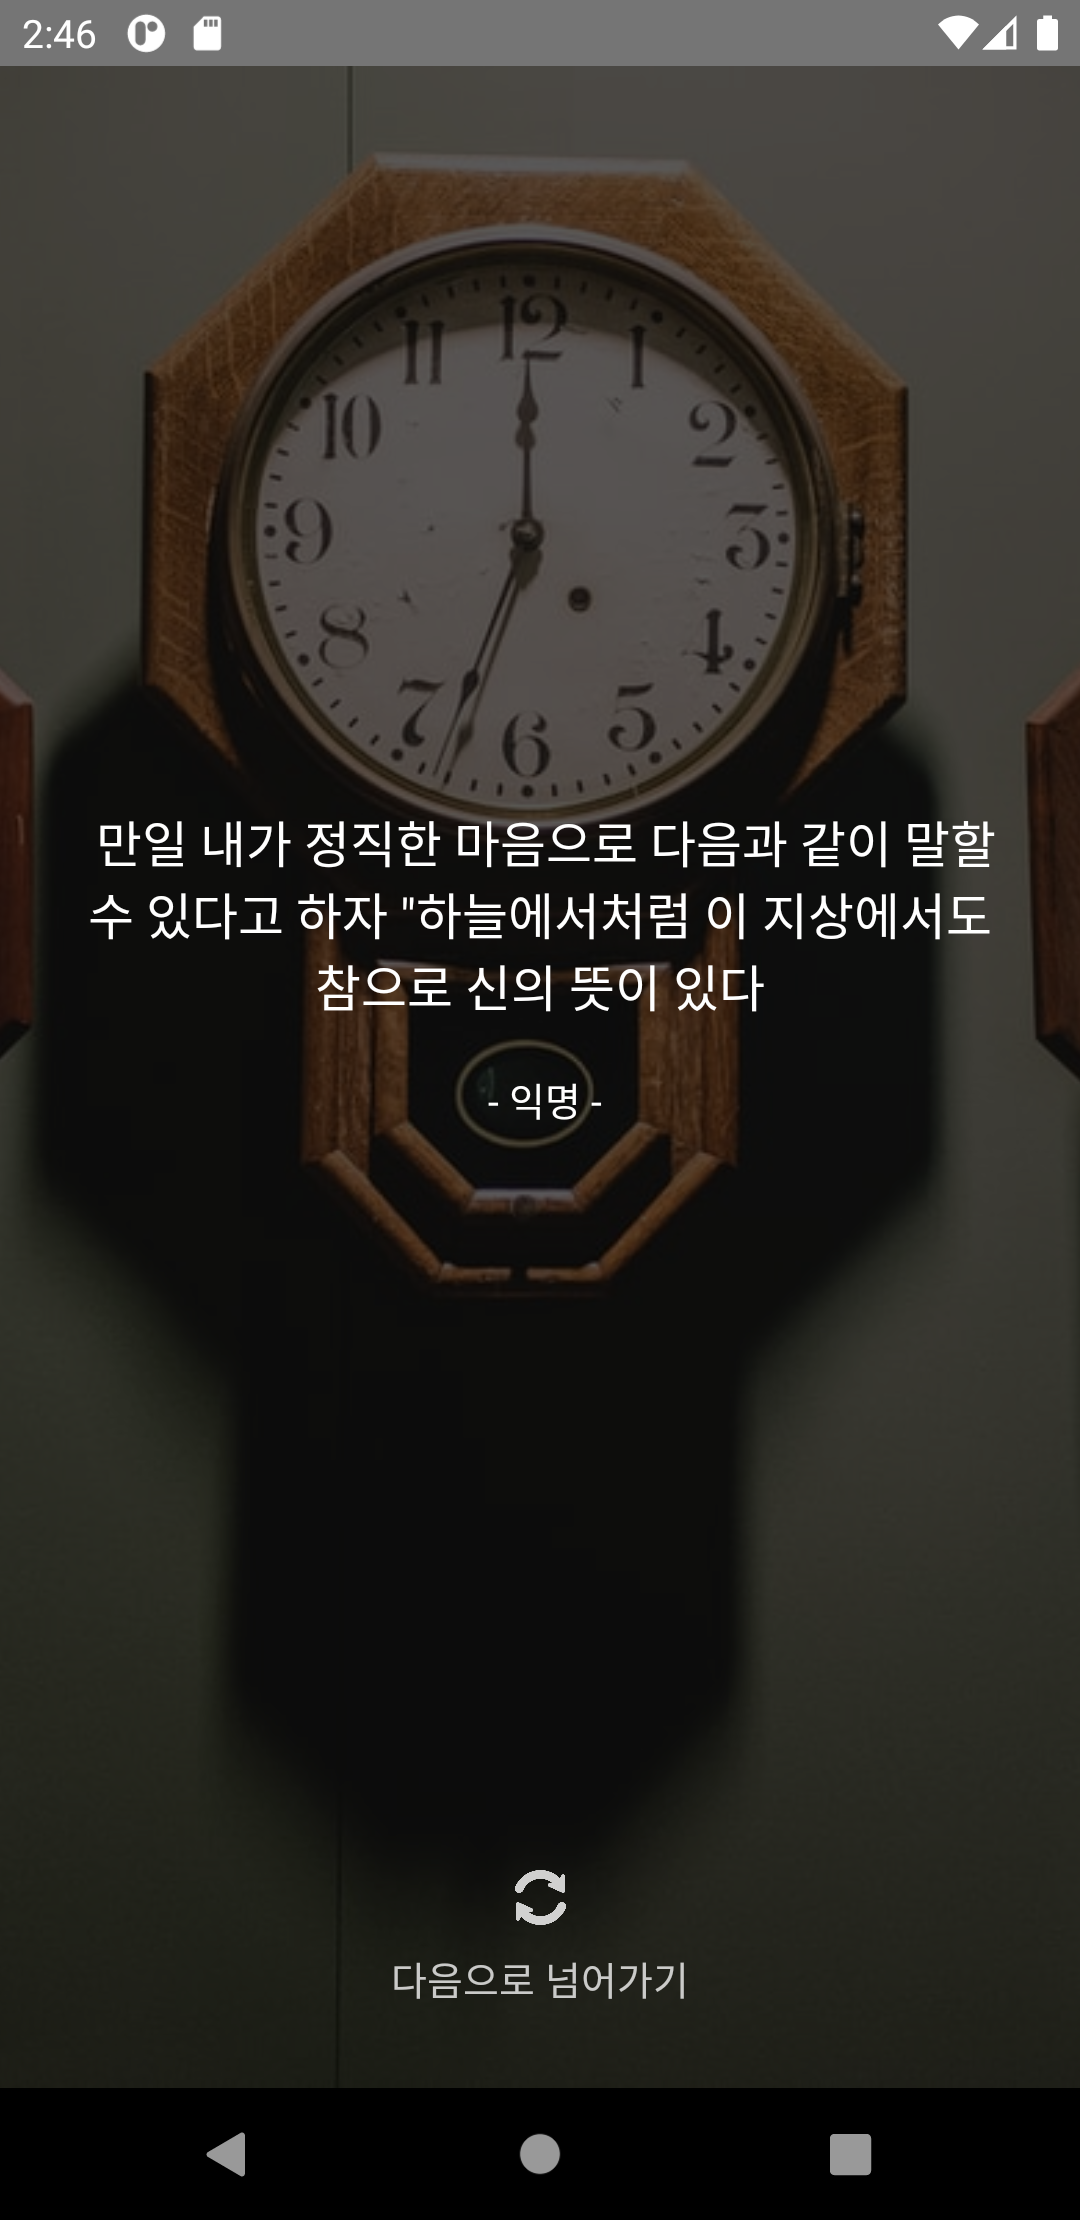 2:46
12
11
1
10
2
9
3
8
4
7
5
6
만일 내가 정직한 마음으로 다음과 같이 말할
수 있다고 하자 "하늘에서처럼 이 지상에서도
참으로 신의 뜻이 있다
- 익명 -
다음으로 넘어가기